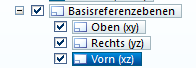 Basisreferenzebenen
Oben (xy)
Rechts (yz)
Vorn (xz)